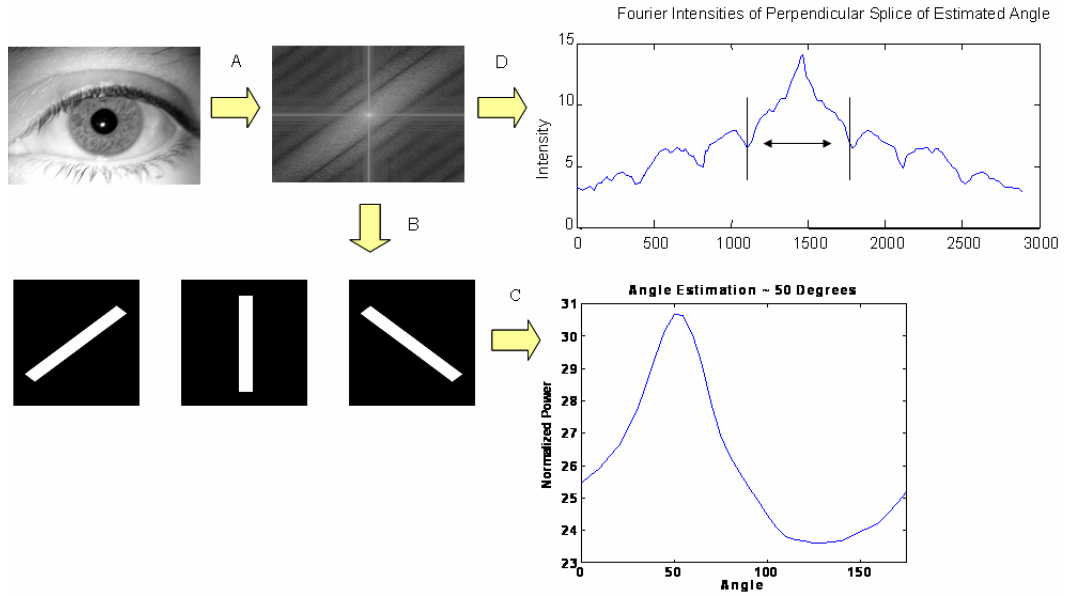 Fourier Intensities of Perpendicular Splice of Estimated Angle
A
D
15
10
5
0
Intensity
0 500 1000 1500 2000 2500 3000
B
C
Angle Estimation ~ 50 Degrees
31
30
29
28
27
26
25
24
23
Normalized Power
0 50 100 150
Angle